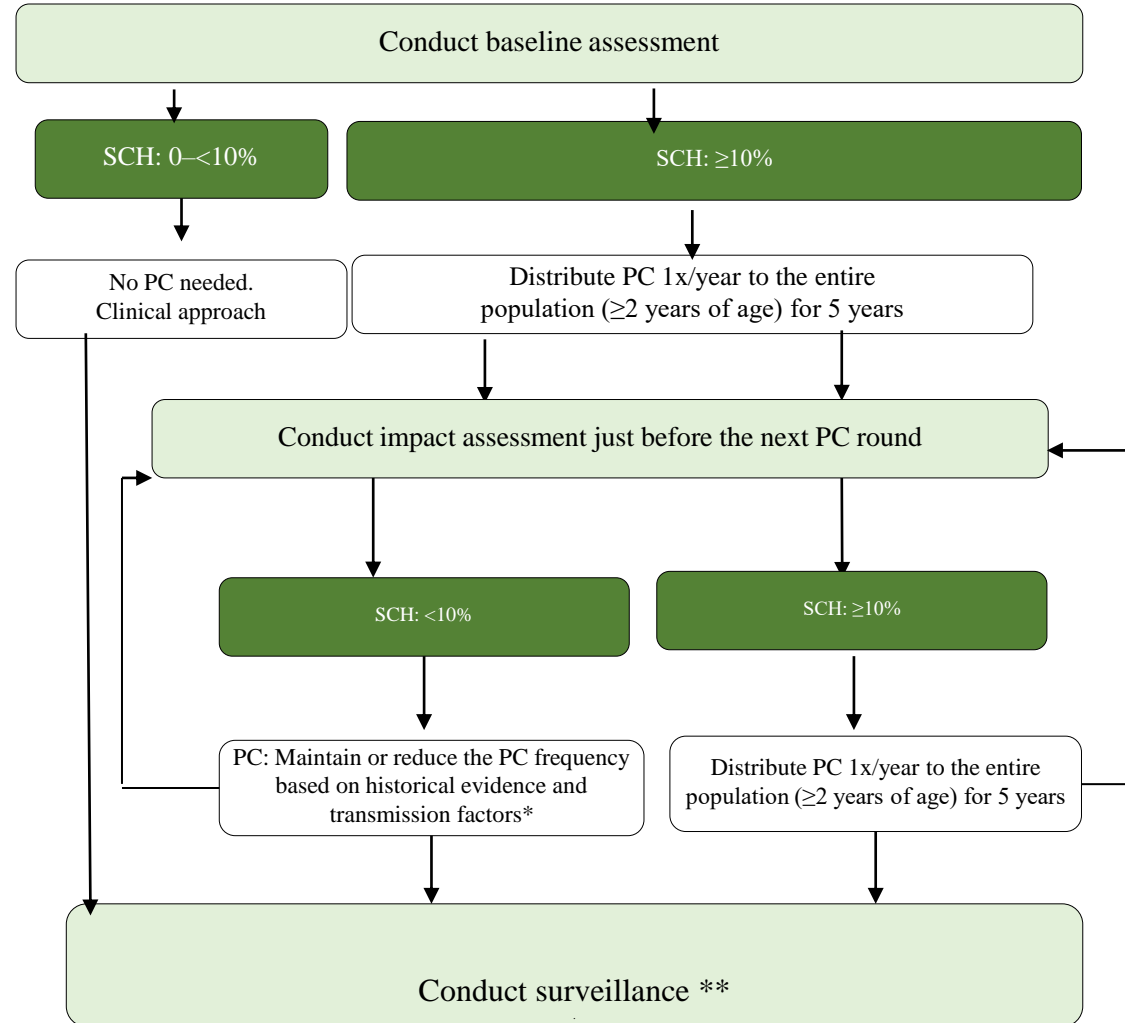 Conduct baseline assessment
SCH: 0–<10%
SCH: ≥10%
No PC needed.
Clinical approach
Distribute PC 1x/year to the entire
population (≥2 years of age) for 5 years
Conduct impact assessment just before the next PC round
SCH: <10%
SCH: ≥10%
PC: Maintain or reduce the PC frequency
based on historical evidence and
transmission factors*
Distribute PC 1x/year to the entire
population (≥2 years of age) for 5 years
Conduct surveillance **